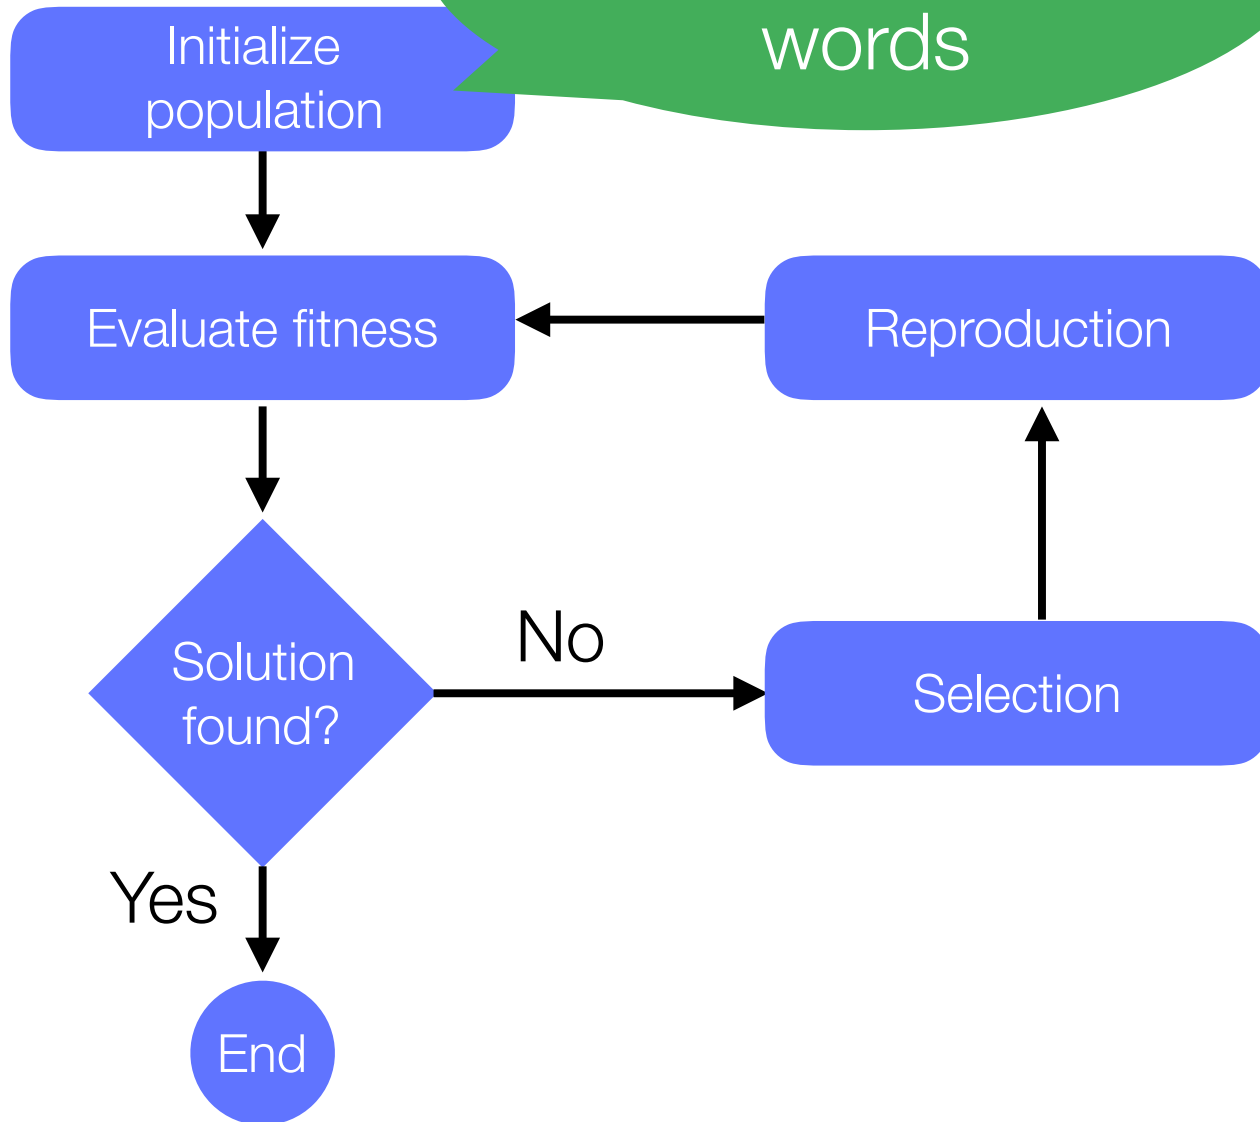 words
Initialize
population
Evaluate fitness
Reproduction
Solution
found?
No
Selection
Yes
End